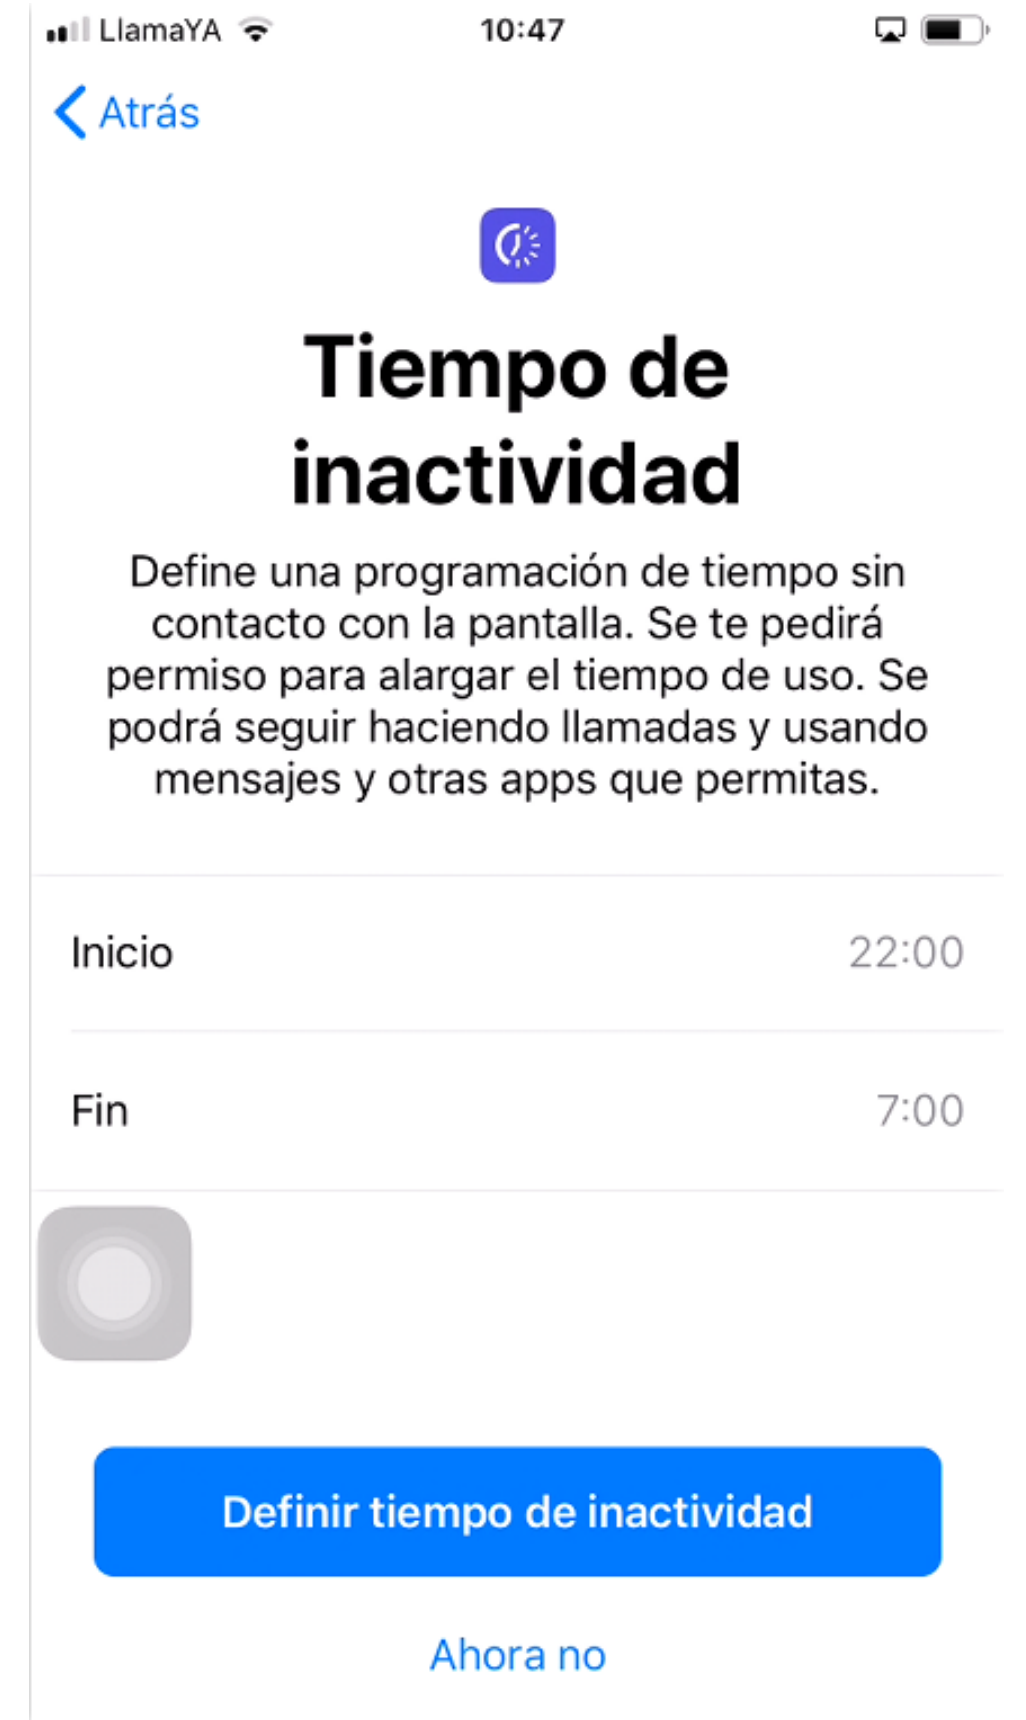 LlamaYA 10:47
Atrás
Tiempo de
inactividad
Define una programación de tiempo sin
contacto con la pantalla. Se te pedirá
permiso para alargar el tiempo de uso. Se
podrá seguir haciendo llamadas y usando
mensajes y otras apps que permitas.
Inicio 22:00
Fin 7:00
Definir tiempo de inactividad
Ahora no